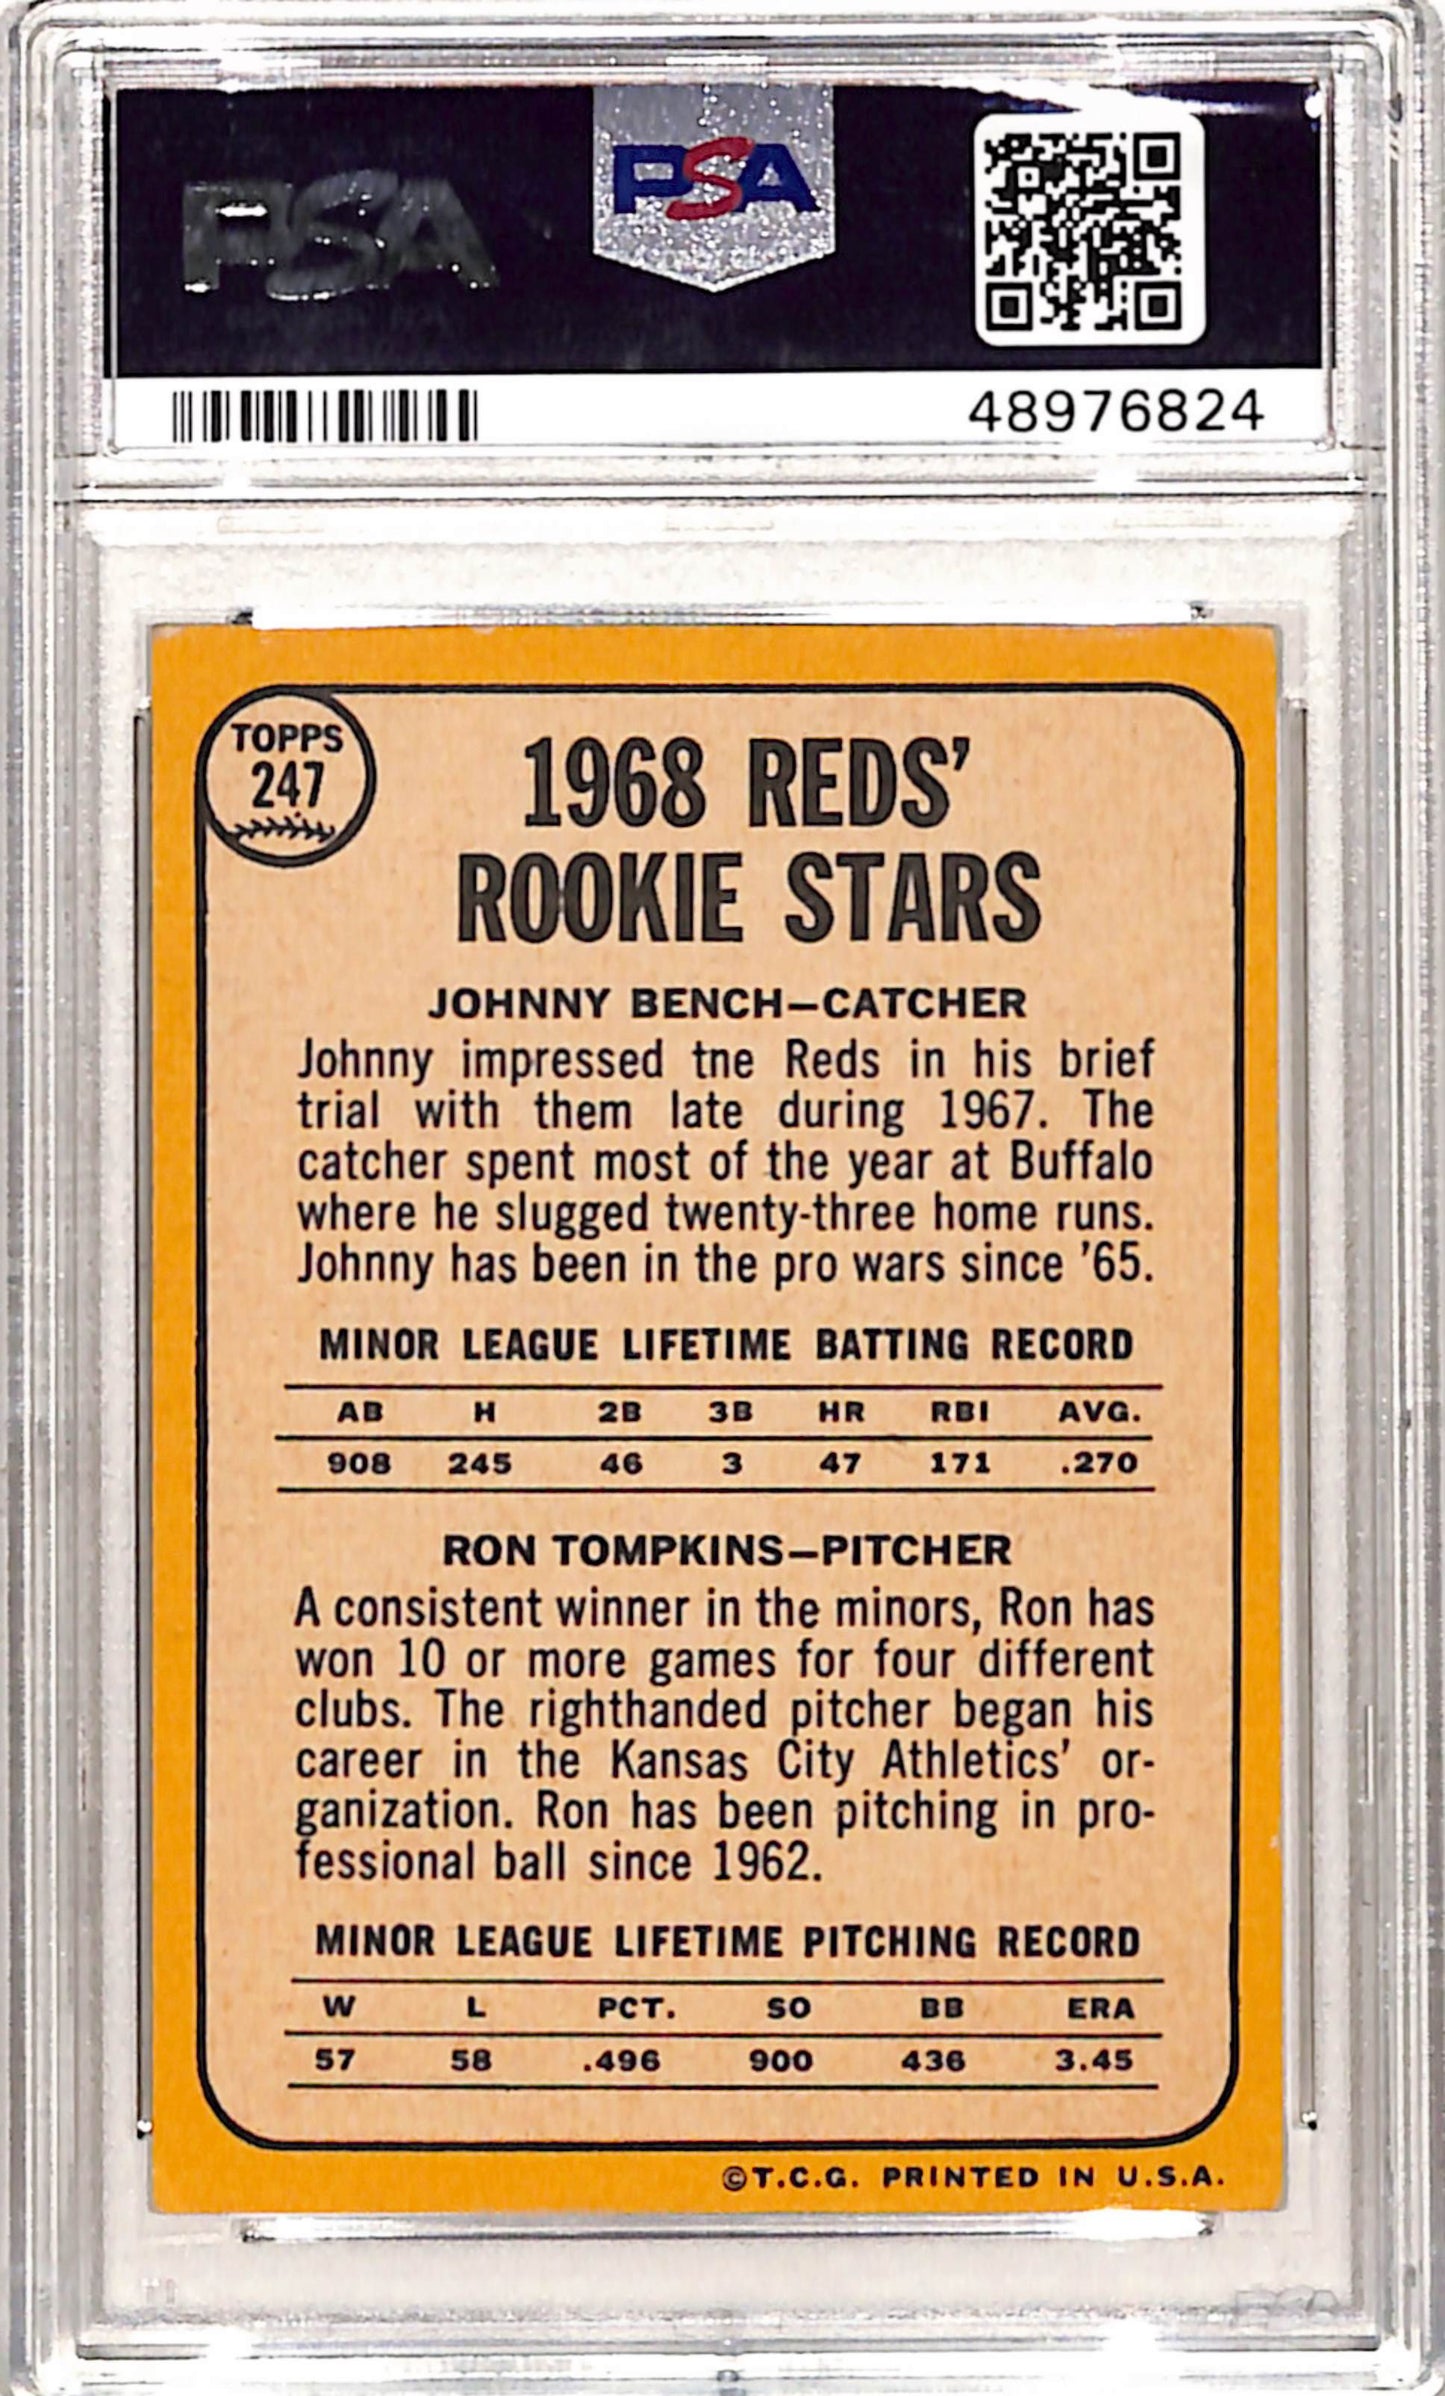 PSA
PSA
48976824
TOPPS
247
1968 REDS’
ROOKIE STARS
JOHNNY BENCH—CATCHER
Johnny impressed tne Reds in his brief
trial with them late during 1967. The
catcher spent most of the year at Buffalo
where he slugged twenty-three home runs.
Johnny has been in the pro wars since ’65.
MINOR LEAGUE LIFETIME BATTING RECORD
AB H 2B 3B HR RBI AVG.
908 245 46 3 47 171 .270
RON TOMPKINS—PITCHER
A consistent winner in the minors, Ron has
won 10 or more games for four different
clubs. The righthanded pitcher began his
career in the Kansas City Athletics’ or-
ganization. Ron has been pitching in pro-
fessional ball since 1962.
MINOR LEAGUE LIFETIME PITCHING RECORD
W L PCT. SO BB ERA
57 58 .496 900 436 3.45
©T.C.G. PRINTED IN U.S.A.
PSA